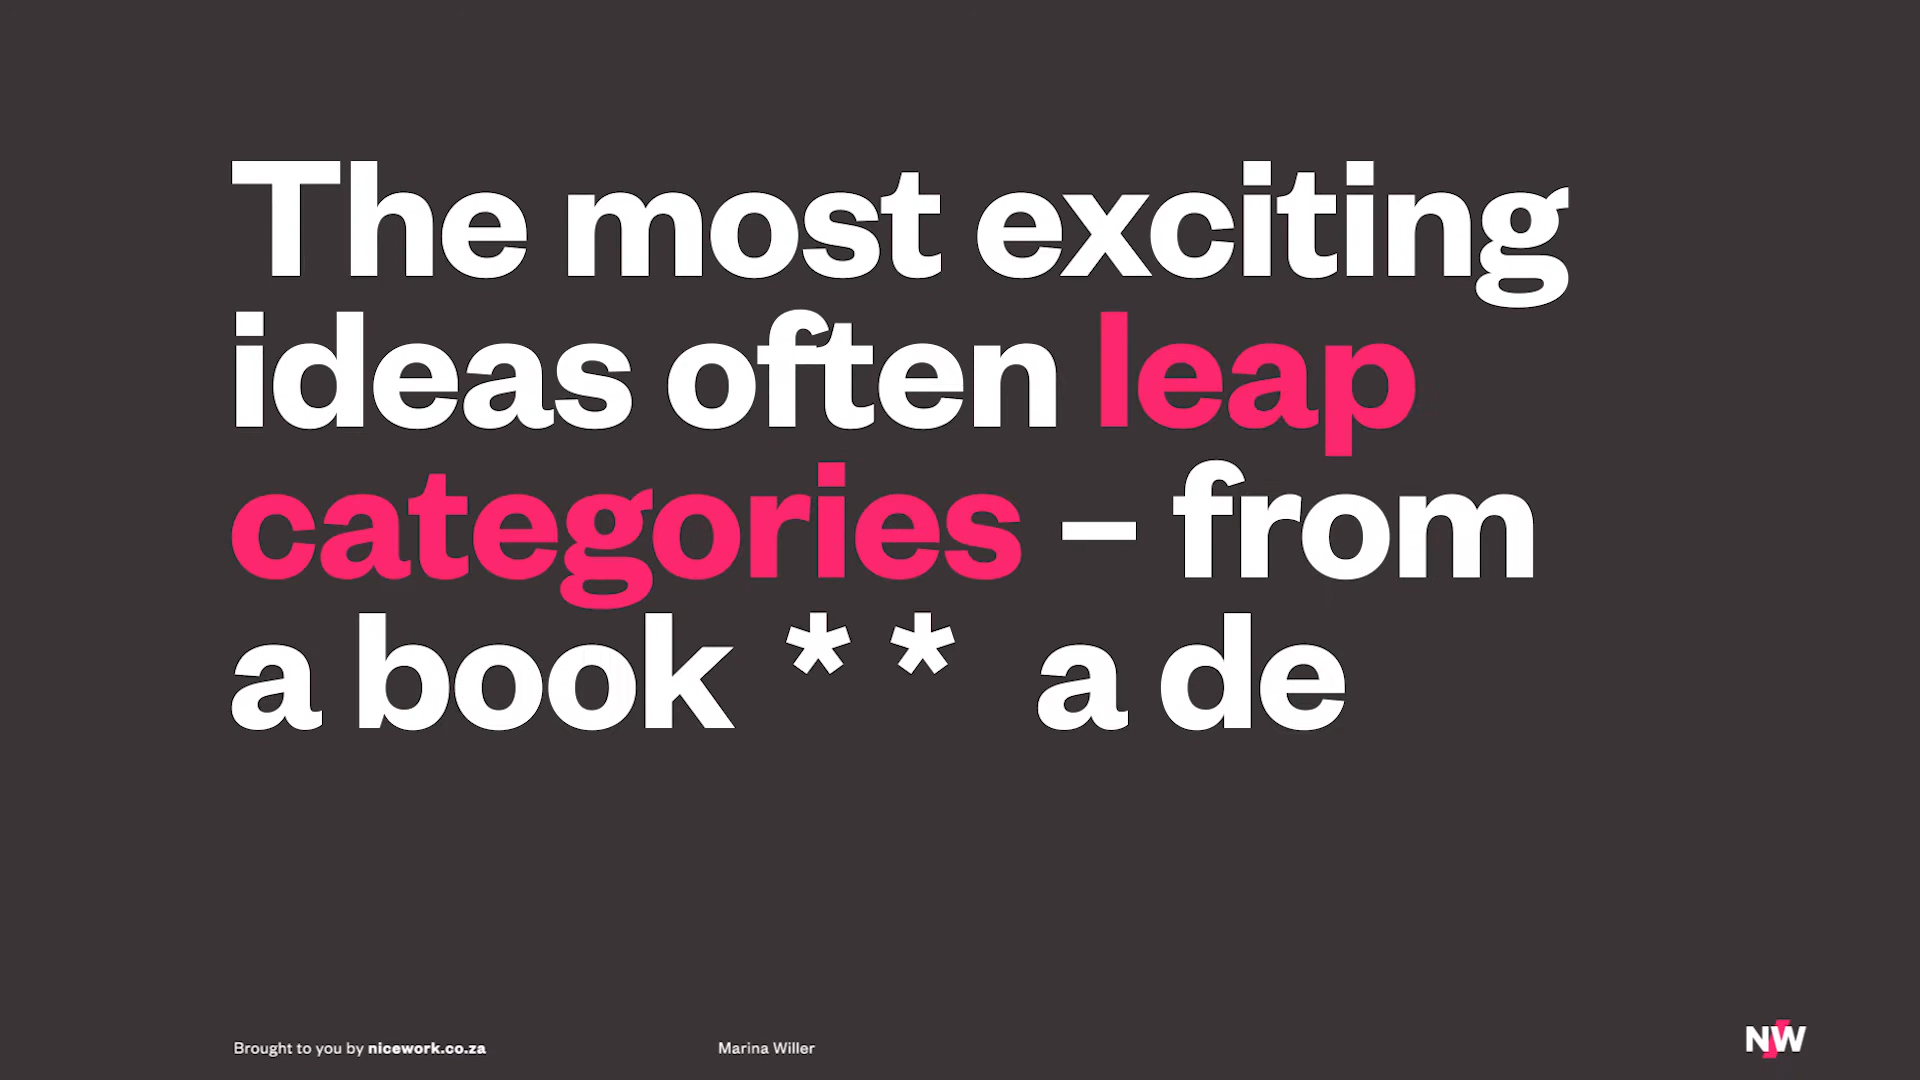 The most exciting
ideas often leap
categories – from
a book * * a de
Brought to you by nicework.co.za
Marina Willer
NW